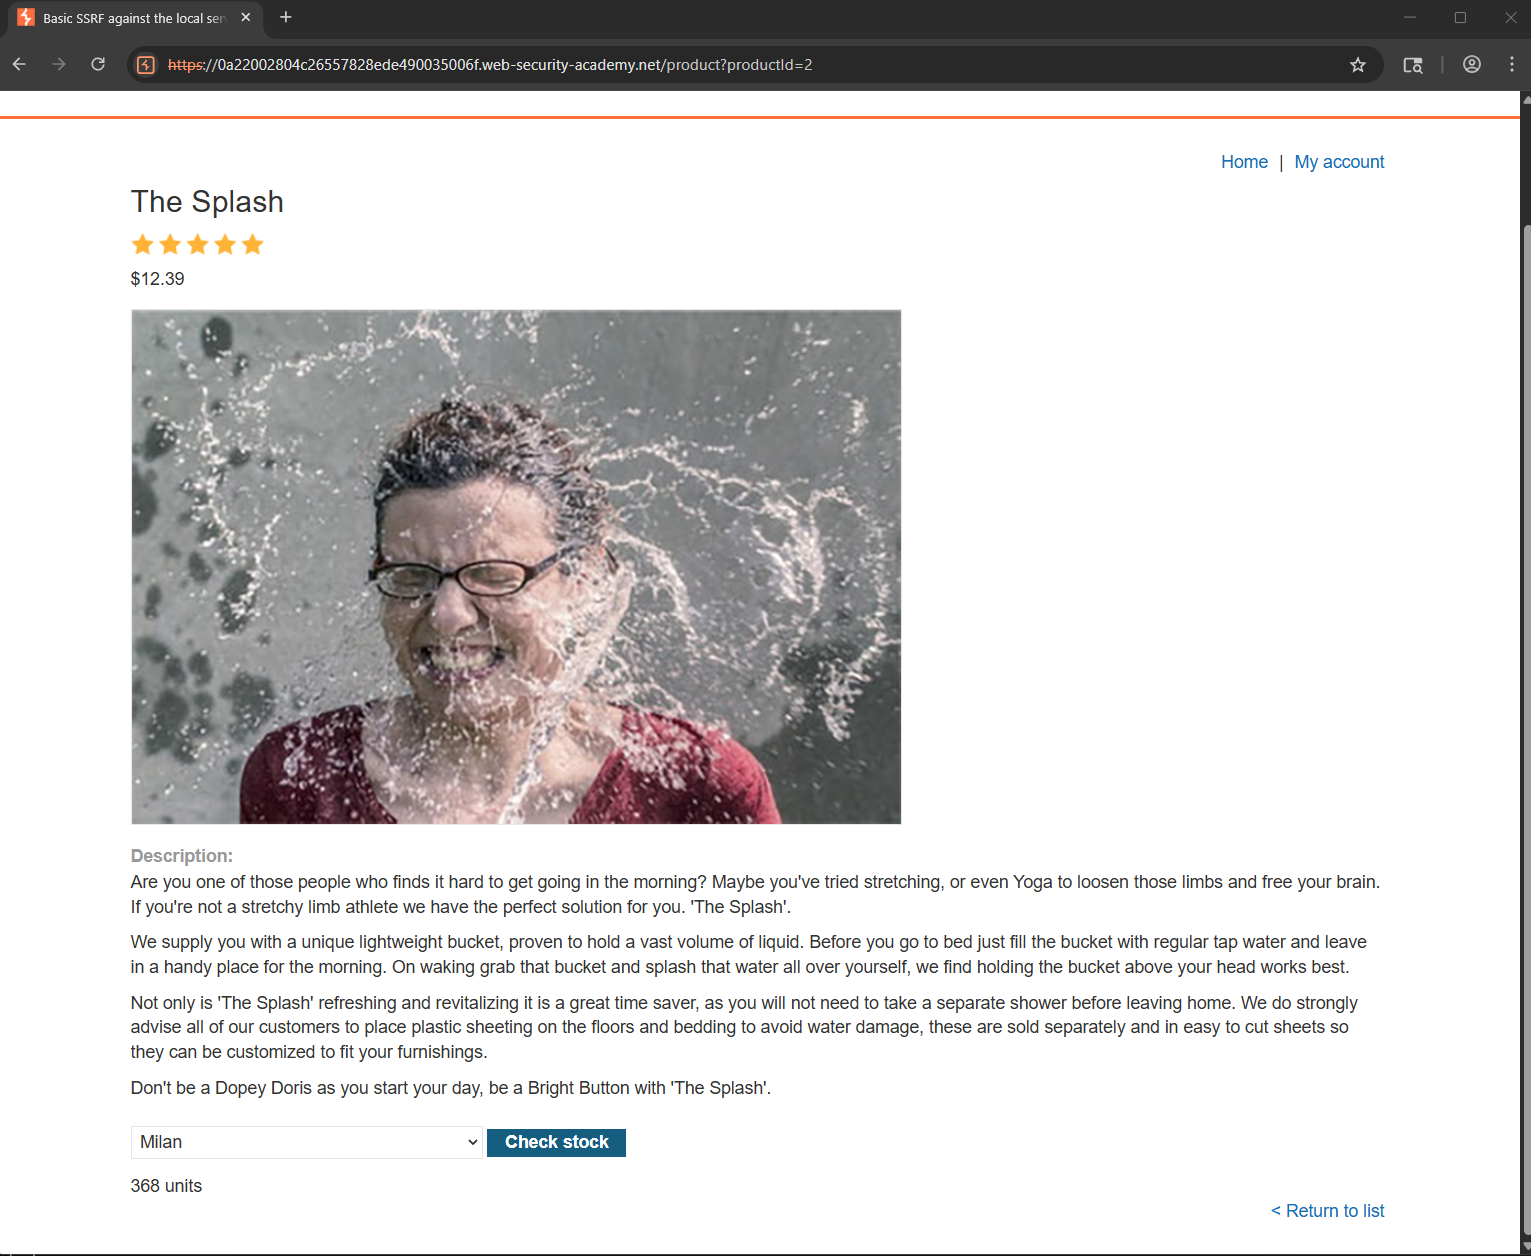 Basic SSRF against the local ser
https://0a22002804c26557828ede490035006f.web-security-academy.net/product?productId=2
Home | My account
The Splash
$12.39
Description:
Are you one of those people who finds it hard to get going in the morning? Maybe you've tried stretching, or even Yoga to loosen those limbs and free your brain.
If you're not a stretchy limb athlete we have the perfect solution for you. 'The Splash'.
We supply you with a unique lightweight bucket, proven to hold a vast volume of liquid. Before you go to bed just fill the bucket with regular tap water and leave
in a handy place for the morning. On waking grab that bucket and splash that water all over yourself, we find holding the bucket above your head works best.
Not only is 'The Splash' refreshing and revitalizing it is a great time saver, as you will not need to take a separate shower before leaving home. We do strongly
advise all of our customers to place plastic sheeting on the floors and bedding to avoid water damage, these are sold separately and in easy to cut sheets so
they can be customized to fit your furnishings.
Don't be a Dopey Doris as you start your day, be a Bright Button with 'The Splash'.
Milan
Check stock
368 units
< Return to list